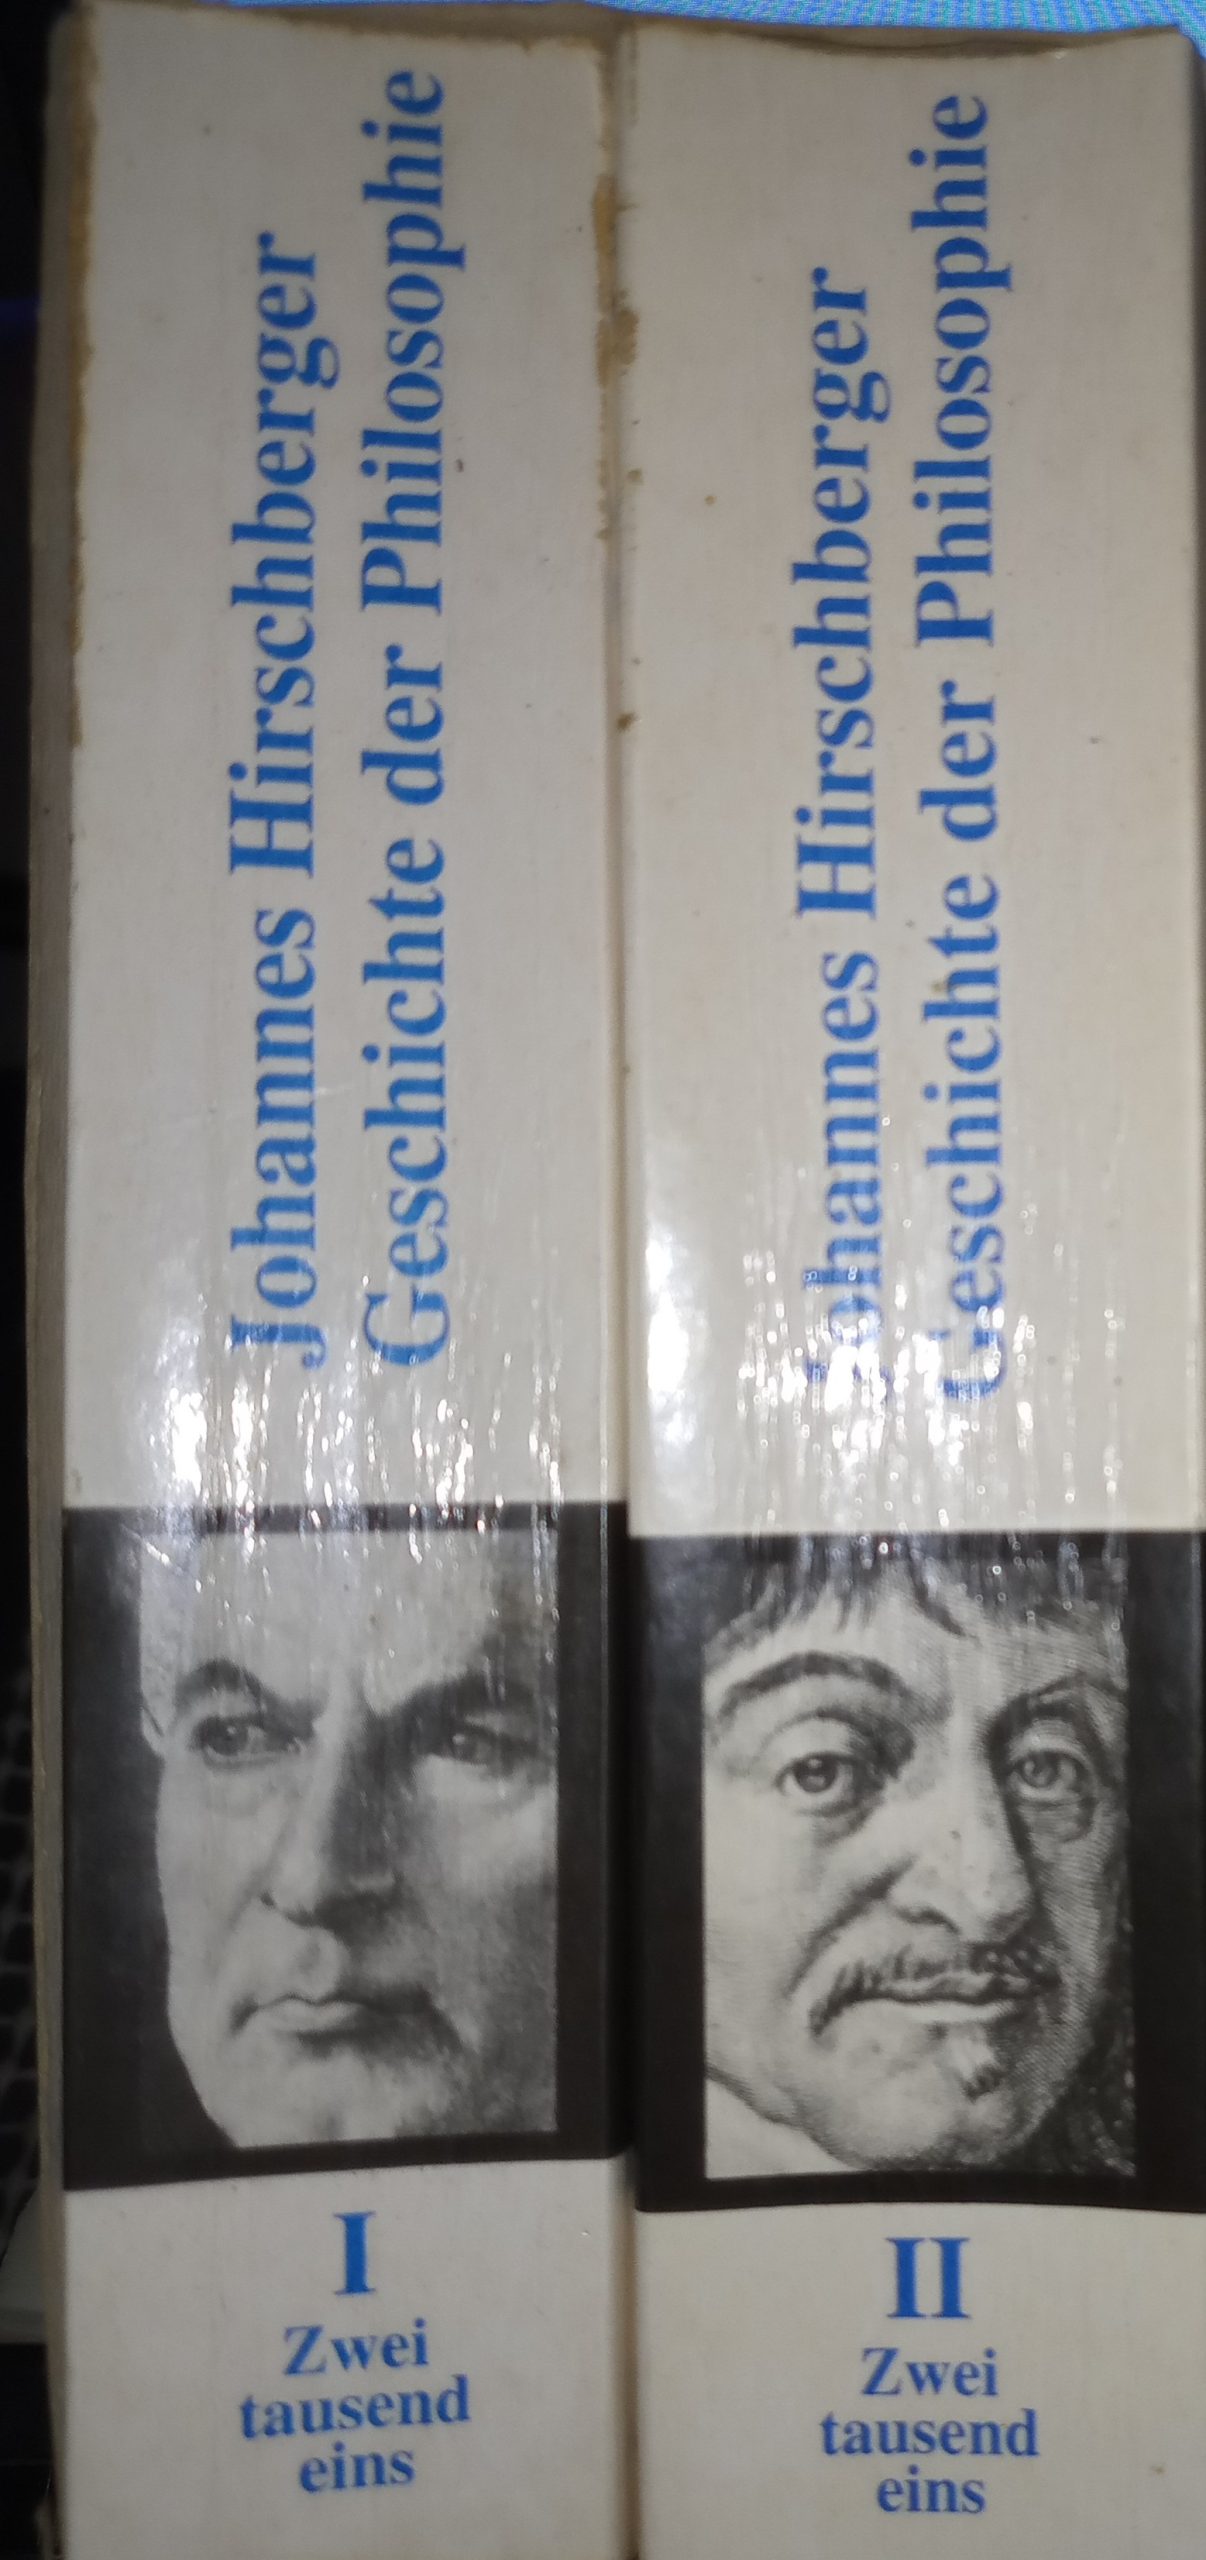 Johannes Hirschberger
Geschichte der Philosophie
I
Zwei
tausend
eins
Johannes Hirschberger
Geschichte der Philosophie
II
Zwei
tausend
eins